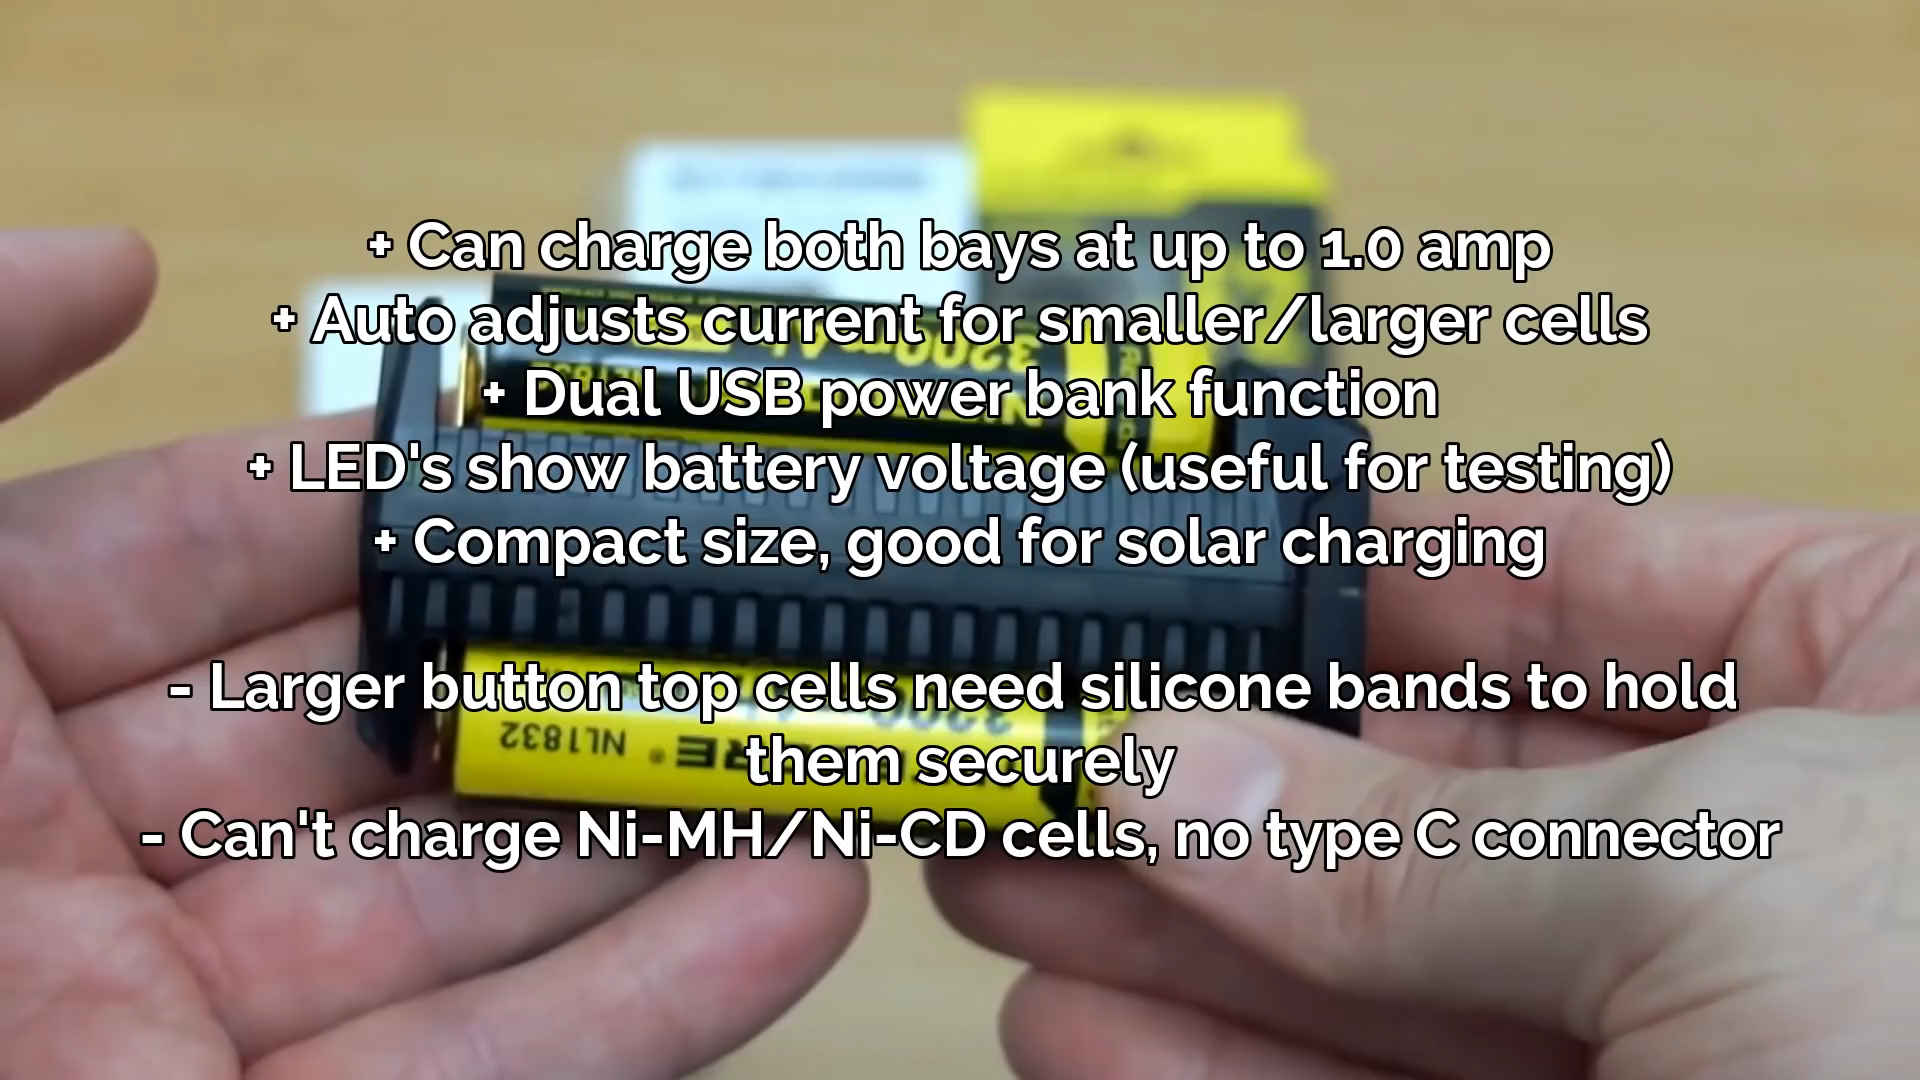 + Can charge both bays at up to 1.0 amp
+ Auto adjusts current for smaller/larger cells
+ Dual USB power bank function
+ LED's show battery voltage (useful for testing)
+ Compact size, good for solar charging
- Larger button top cells need silicone bands to hold
them securely
- Can't charge Ni-MH/Ni-CD cells, no type C connector
3200mAh
NL1832
NL1832